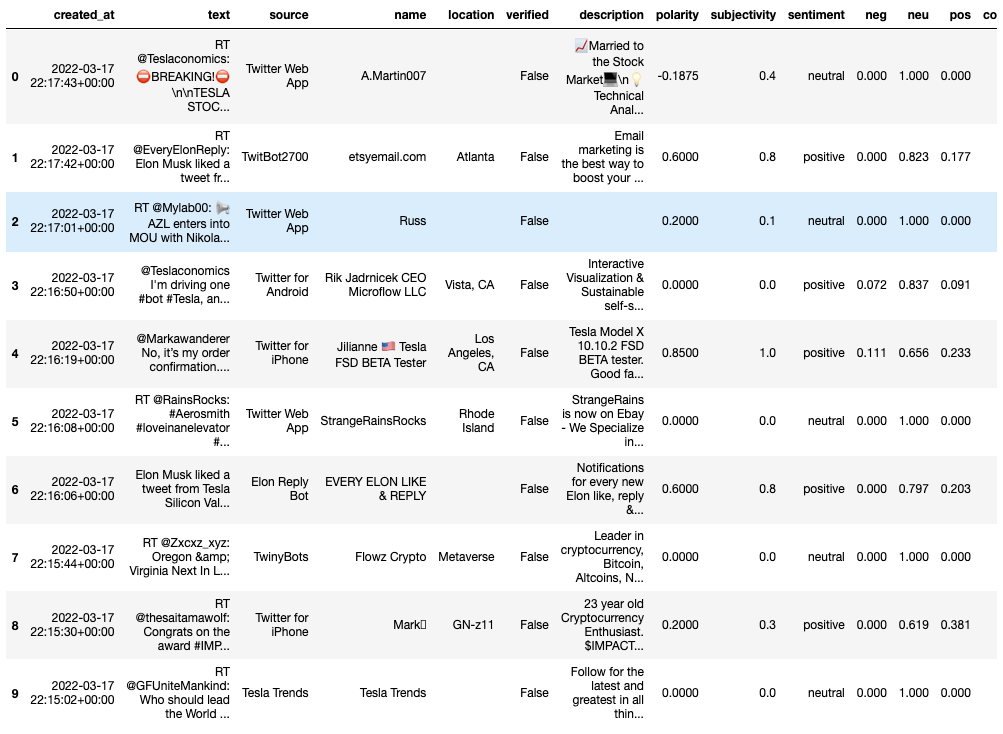 created_at text source name location verified description polarity subjectivity sentiment neg neu pos co
RT
@Teslaconomics:
⛔BREAKING!⛔
\n\nTESLA
STOC...
📈Married to
the Stock
Market💻\n💡
Technical
Anal...
0 2022-03-17
22:17:43+00:00
Twitter Web
App
A.Martin007 False -0.1875 0.4 neutral 0.000 1.000 0.000
RT
@EveryElonReply:
Elon Musk liked a
tweet fr...
Email
marketing is
the best way to
boost your ...
1 2022-03-17
22:17:42+00:00
TwitBot2700 etsyemail.com Atlanta False 0.6000 0.8 positive 0.000 0.823 0.177
2 2022-03-17
22:17:01+00:00
RT @Mylab00: 📢
AZL enters into
MOU with Nikola...
Twitter Web
App
Russ False 0.2000 0.1 neutral 0.000 1.000 0.000
3 2022-03-17
22:16:50+00:00
@Teslaconomics
I'm driving one
#bot #Tesla, an...
Twitter for
Android
Rik Jadrnicek CEO
Microflow LLC
Vista, CA False
Interactive
Visualization &
Sustainable
self-s...
0.0000 0.0 positive 0.072 0.837 0.091
4 2022-03-17
22:16:19+00:00
@Markawanderer
No, it's my order
confirmation....
Twitter for
iPhone
Jilianne 🇺🇸 Tesla
FSD BETA Tester
Los
Angeles,
CA
False
Tesla Model X
10.10.2 FSD
BETA tester.
Good fa...
0.8500 1.0 positive 0.111 0.656 0.233
5 2022-03-17
22:16:08+00:00
RT @RainsRocks:
#Aerosmith
#loveinanelevator
#...
Twitter Web
App
StrangeRainsRocks
Rhode
Island
False
StrangeRains
is now on Ebay
- We Specialize
in...
0.0000 0.0 neutral 0.000 1.000 0.000
6 2022-03-17
22:16:06+00:00
Elon Musk liked a
tweet from Tesla
Silicon Val...
Elon Reply
Bot
EVERY ELON LIKE
& REPLY
False
Notifications
for every new
Elon like, reply
&...
0.6000 0.8 positive 0.000 0.797 0.203
7 2022-03-17
22:15:44+00:00
RT @Zxcxz_xyz:
Oregon &amp;
Virginia Next In L...
TwinyBots Flowz Crypto Metaverse False
Leader in
cryptocurrency,
Bitcoin,
Altcoins, N...
0.0000 0.0 neutral 0.000 1.000 0.000
8 2022-03-17
22:15:30+00:00
RT
@thesaitamawolf:
Congrats on the
award #IMP...
Twitter for
iPhone
Mark GN-z11 False
23 year old
Cryptocurrency
Enthusiast.
$IMPACT...
0.2000 0.3 positive 0.000 0.619 0.381
9 2022-03-17
22:15:02+00:00
RT
@GFUniteMankind:
Who should lead
the World ...
Tesla Trends Tesla Trends False
Follow for the
latest and
greatest in all
thin...
0.0000 0.0 neutral 0.000 1.000 0.000